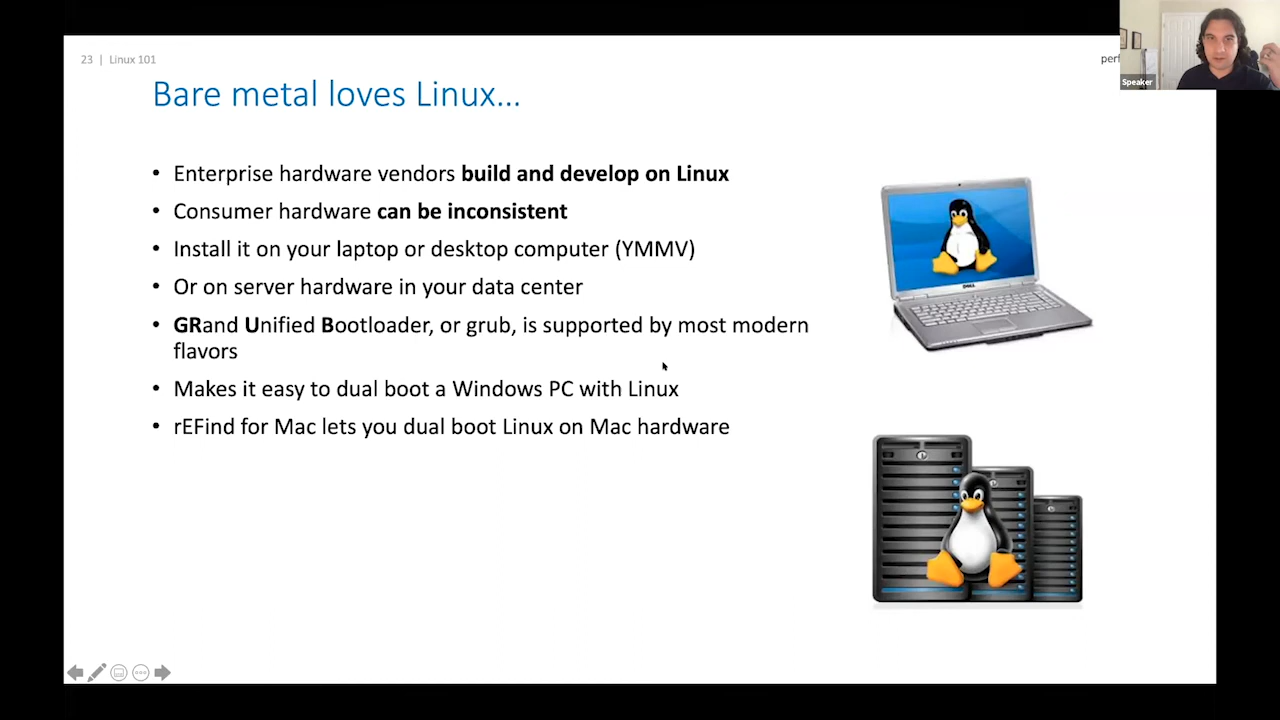 23 | Linux 101
perf
Speaker
Bare metal loves Linux...
• Enterprise hardware vendors build and develop on Linux
• Consumer hardware can be inconsistent
• Install it on your laptop or desktop computer (YMMV)
• Or on server hardware in your data center
• GRand Unified Bootloader, or grub, is supported by most modern
flavors
• Makes it easy to dual boot a Windows PC with Linux
• rEFind for Mac lets you dual boot Linux on Mac hardware
DELL